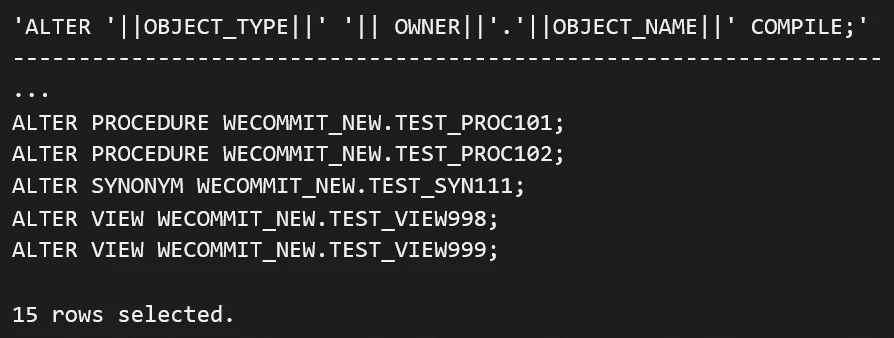 'ALTER '||OBJECT_TYPE||' '|| OWNER||'.'||OBJECT_NAME||' COMPILE;'
------------------------------------------------------------------
...
ALTER PROCEDURE WECOMMIT_NEW.TEST_PROC101;
ALTER PROCEDURE WECOMMIT_NEW.TEST_PROC102;
ALTER SYNONYM WECOMMIT_NEW.TEST_SYN111;
ALTER VIEW WECOMMIT_NEW.TEST_VIEW998;
ALTER VIEW WECOMMIT_NEW.TEST_VIEW999;
15 rows selected.